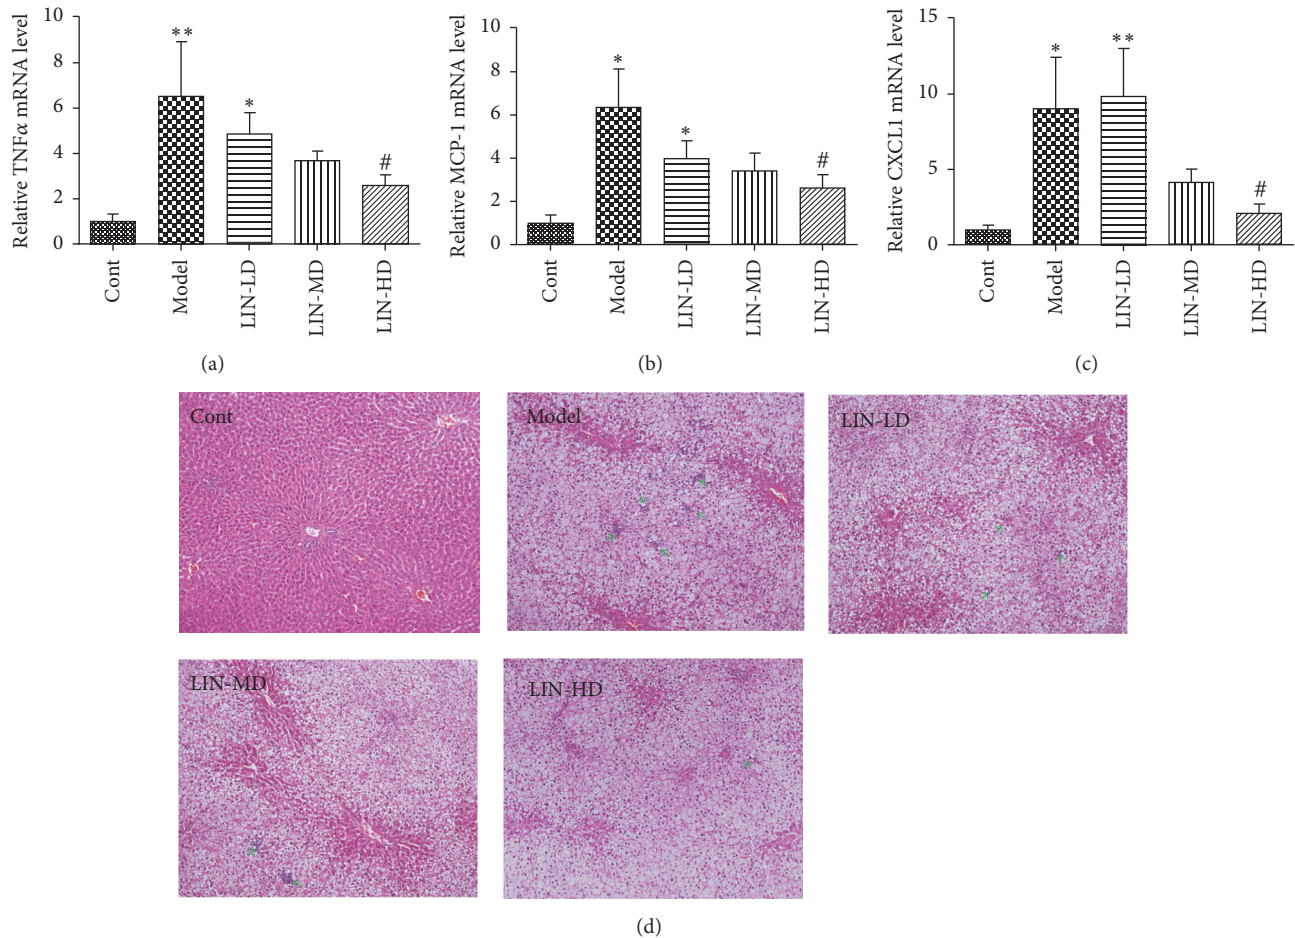 Relative TNFα mRNA level
10
8
6
4
2
0
**
*
#
Cont
Model
LIN-LD
LIN-MD
LIN-HD
(a)
Relative MCP-1 mRNA level
10
8
6
4
2
0
*
*
#
Cont
Model
LIN-LD
LIN-MD
LIN-HD
(b)
Relative CXCL1 mRNA level
15
10
5
0
*
**
#
Cont
Model
LIN-LD
LIN-MD
LIN-HD
(c)
Cont
Model
LIN-LD
LIN-MD
LIN-HD
(d)